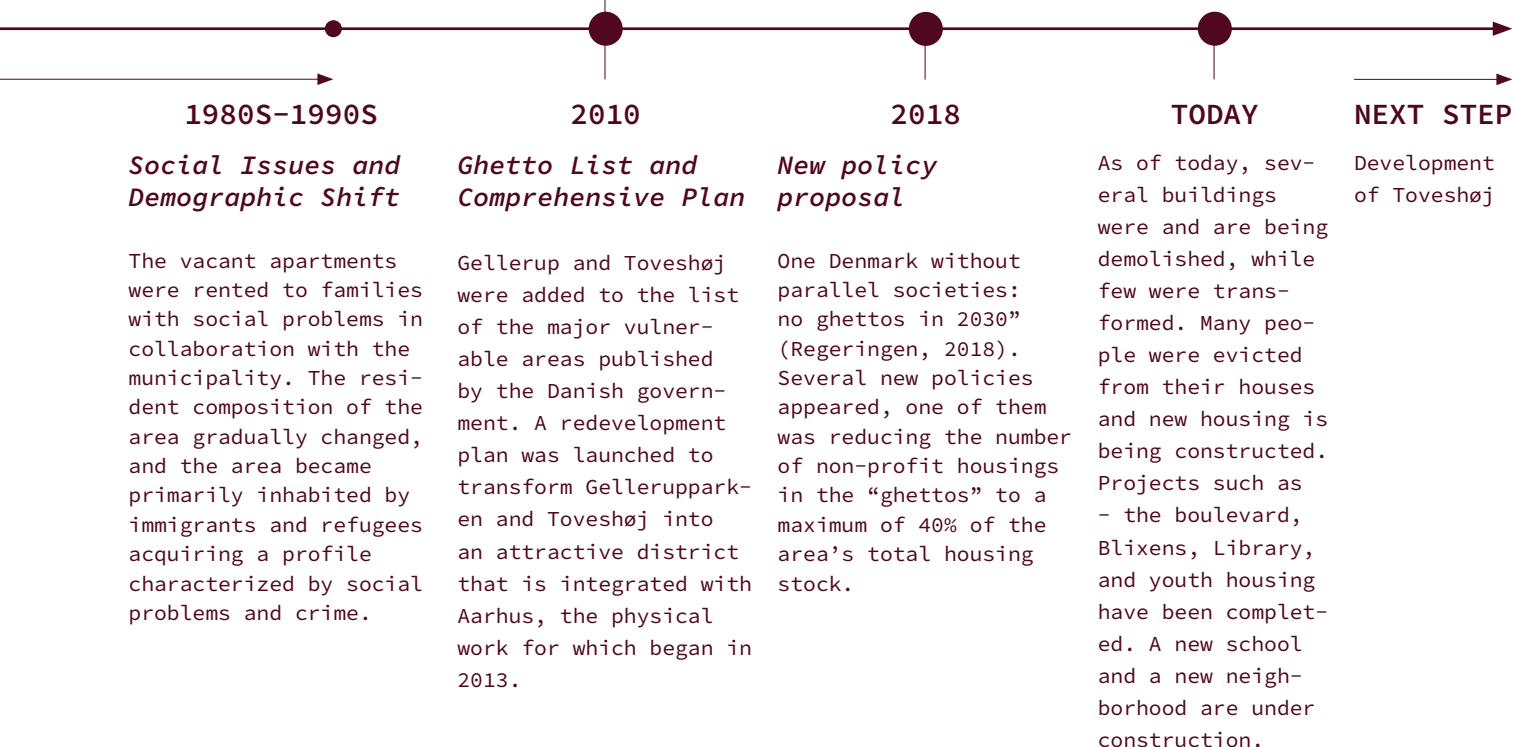 1980S-1990S
Social Issues and
Demographic Shift
The vacant apartments
were rented to families
with social problems in
collaboration with the
municipality. The resi-
dent composition of the
area gradually changed,
and the area became
primarily inhabited by
immigrants and refugees
acquiring a profile
characterized by social
problems and crime.
2010
Ghetto List and
Comprehensive Plan
Gellerup and Toveshøj
were added to the list
of the major vulner-
able areas published
by the Danish govern-
ment. A redevelopment
plan was launched to
transform Gelleruppark-
en and Toveshøj into
an attractive district
that is integrated with
Aarhus, the physical
work for which began in
2013.
2018
New policy
proposal
One Denmark without
parallel societies:
no ghettos in 2030”
(Regeringen, 2018).
Several new policies
appeared, one of them
was reducing the number
of non-profit housings
in the “ghettos” to a
maximum of 40% of the
area’s total housing
stock.
TODAY
As of today, sev-
eral buildings
were and are being
demolished, while
few were trans-
formed. Many peo-
ple were evicted
from their houses
and new housing is
being constructed.
Projects such as
- the boulevard,
Blixens, Library,
and youth housing
have been complet-
ed. A new school
and a new neigh-
borhood are under
construction.
NEXT STEP
Development
of Toveshøj